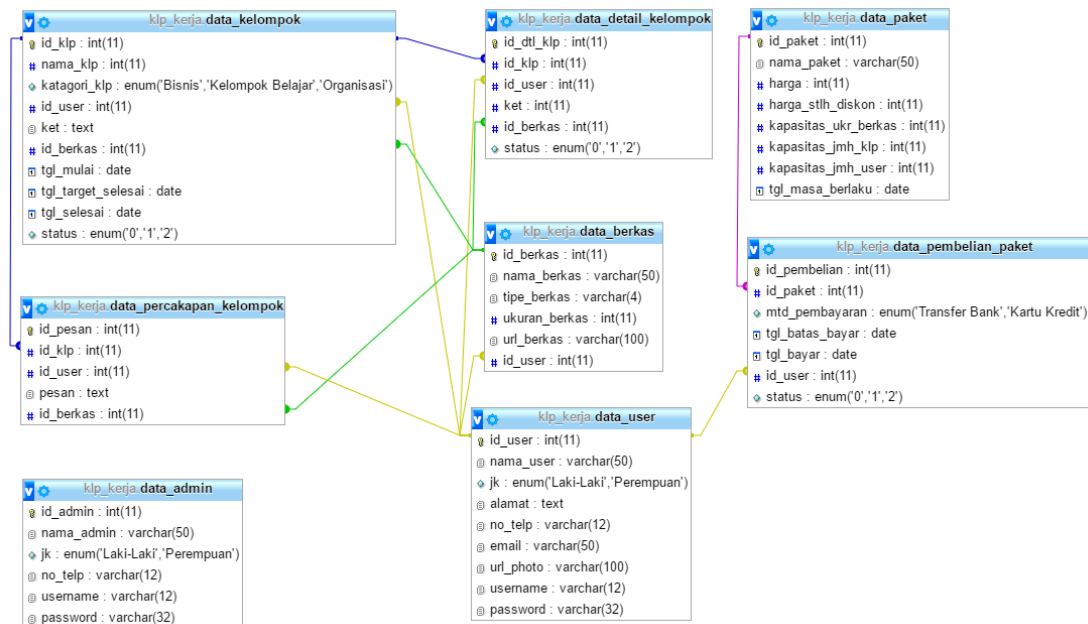 klp_kerja.data_kelompok
id_klp : int(11)
nama_klp : int(11)
katagori_klp : enum('Bisnis','Kelompok Belajar','Organisasi')
id_user : int(11)
ket : text
id_berkas : int(11)
tgl_mulai : date
tgl_target_selesai : date
tgl_selesai : date
status : enum('0','1','2')
klp_kerja.data_detail_kelompok
id_dtl_klp : int(11)
id_klp : int(11)
id_user : int(11)
ket : int(11)
id_berkas : int(11)
status : enum('0','1','2')
klp_kerja.data_paket
id_paket : int(11)
nama_paket : varchar(50)
harga : int(11)
harga_stlh_diskon : int(11)
kapasitas_ukr_berkas : int(11)
kapasitas_jmh_klp : int(11)
kapasitas_jmh_user : int(11)
tgl_masa_berlaku : date
klp_kerja.data_percakapan_kelompok
id_pesan : int(11)
id_klp : int(11)
id_user : int(11)
pesan : text
id_berkas : int(11)
klp_kerja.data_berkas
id_berkas : int(11)
nama_berkas : varchar(50)
tipe_berkas : varchar(4)
ukuran_berkas : int(11)
url_berkas : varchar(100)
id_user : int(11)
klp_kerja.data_pembelian_paket
id_pembelian : int(11)
id_paket : int(11)
mtd_pembayaran : enum('Transfer Bank','Kartu Kredit')
tgl_batas_bayar : date
tgl_bayar : date
id_user : int(11)
status : enum('0','1','2')
klp_kerja.data_admin
id_admin : int(11)
nama_admin : varchar(50)
jk : enum('Laki-Laki','Perempuan')
no_telp : varchar(12)
username : varchar(12)
password : varchar(32)
klp_kerja.data_user
id_user : int(11)
nama_user : varchar(50)
jk : enum('Laki-Laki','Perempuan')
alamat : text
no_telp : varchar(12)
email : varchar(50)
url_photo : varchar(100)
username : varchar(12)
password : varchar(32)